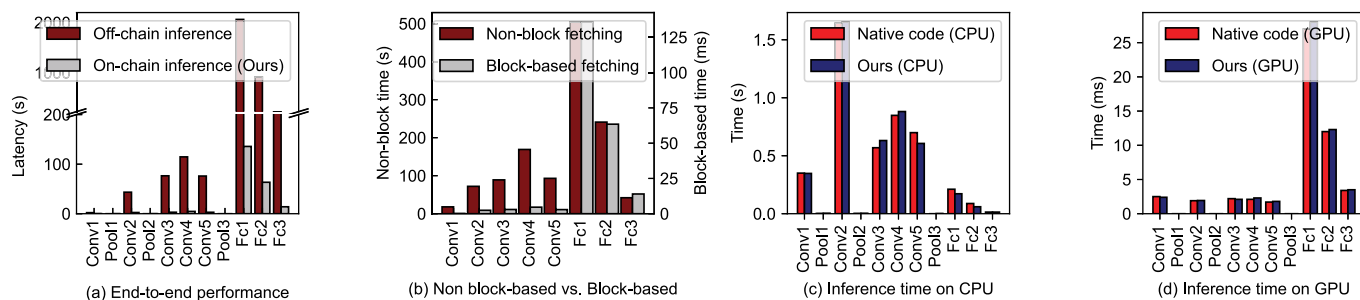 2000
1000
200
100
0
Latency (s)
Off-chain inference
On-chain inference (Ours)
Conv1
Pool1
Conv2
Pool2
Conv3
Conv4
Conv5
Pool3
Fc1
Fc2
Fc3
(a) End-to-end performance
500
400
300
200
100
0
Non-block time (s)
Non-block fetching
Block-based fetching
125
100
75
50
25
0
Block-based time (ms)
Conv1
Conv2
Conv3
Conv4
Conv5
Fc1
Fc2
Fc3
(b) Non block-based vs. Block-based
1.5
1.0
0.5
0.0
Time (s)
Native code (CPU)
Ours (CPU)
Conv1
Pool1
Conv2
Pool2
Conv3
Conv4
Conv5
Pool3
Fc1
Fc2
Fc3
(c) Inference time on CPU
25
20
15
10
5
0
Time (ms)
Native code (GPU)
Ours (GPU)
Conv1
Pool1
Conv2
Pool2
Conv3
Conv4
Conv5
Pool3
Fc1
Fc2
Fc3
(d) Inference time on GPU